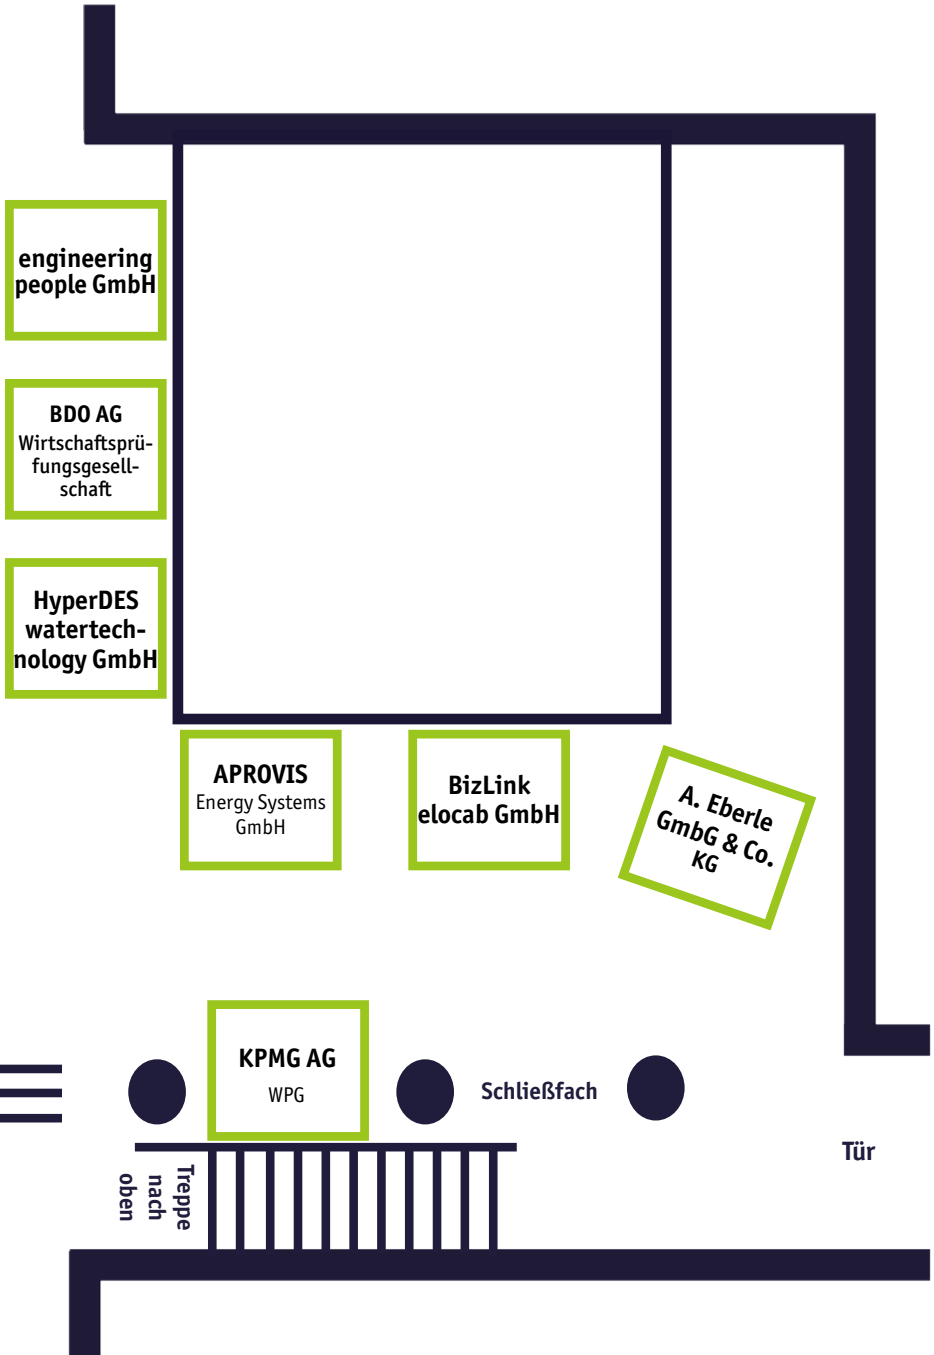 engineering
people GmbH
BDO AG
Wirtschaftsprü-
fungsgesell-
schaft
HyperDES
watertech-
nology GmbH
APROVIS
Energy Systems
GmbH
BizLink
elocab GmbH
A. Eberle
GmbG & Co.
KG
KPMG AG
WPG
Schließfach
Tür
Treppe
nach
oben